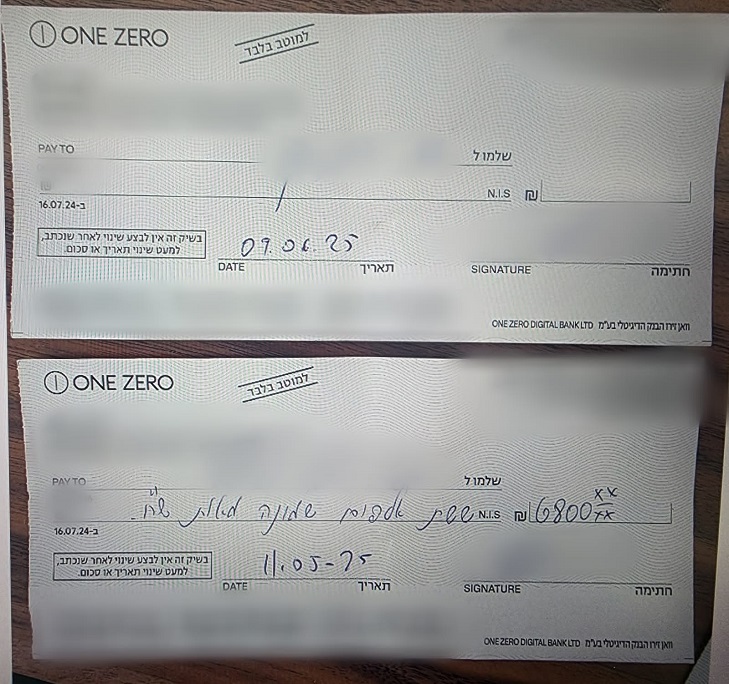 ONE ZERO
למוטב בלבד
PAY TO שלמו ל
N.I.S ₪
ב-16.07.24
בשיק זה אין לבצע שינוי לאחר שנכתב,
למעט שינוי תאריך או סכום.
09.06.25
DATE תאריך
SIGNATURE חתימה
ONE ZERO DIGITAL BANK LTD וואן זירו הבנק הדיגיטלי בע"מ
ONE ZERO
למוטב בלבד
PAY TO שלמו ל
ששת אלפים שמונה מאות ש"ח N.I.S ₪ 6800 xx/xx
ב-16.07.24
בשיק זה אין לבצע שינוי לאחר שנכתב,
למעט שינוי תאריך או סכום.
11.05-25
DATE תאריך
SIGNATURE חתימה
ONE ZERO DIGITAL BANK LTD וואן זירו הבנק הדיגיטלי בע"מ